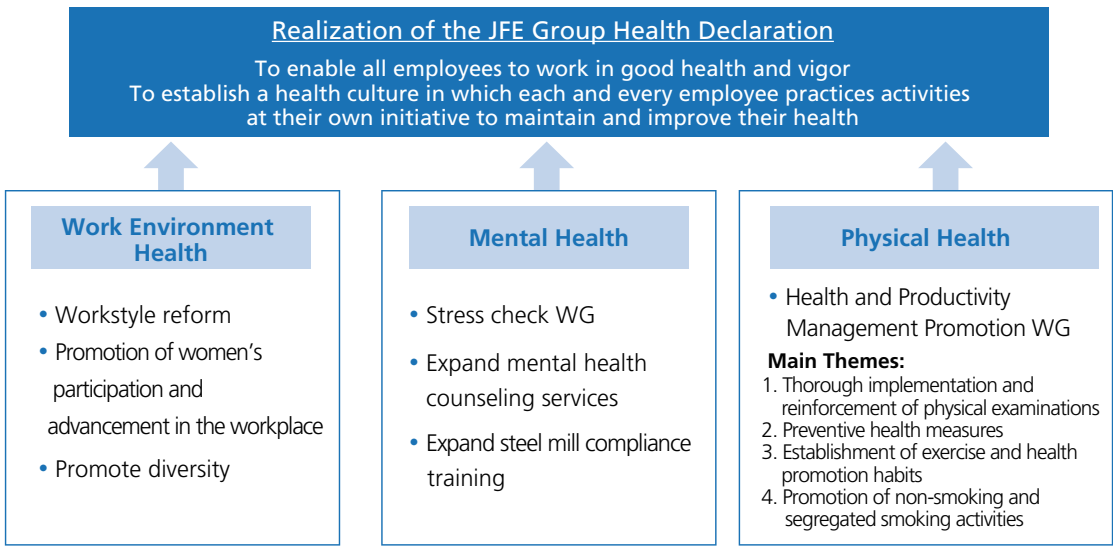 Realization of the JFE Group Health Declaration
To enable all employees to work in good health and vigor
To establish a health culture in which each and every employee practices activities
at their own initiative to maintain and improve their health
Work Environment
Health
• Workstyle reform
• Promotion of women's
participation and
advancement in the workplace
• Promote diversity
Mental Health
• Stress check WG
• Expand mental health
counseling services
• Expand steel mill compliance
training
Physical Health
• Health and Productivity
Management Promotion WG
Main Themes:
1. Thorough implementation and
reinforcement of physical examinations
2. Preventive health measures
3. Establishment of exercise and health
promotion habits
4. Promotion of non-smoking and
segregated smoking activities